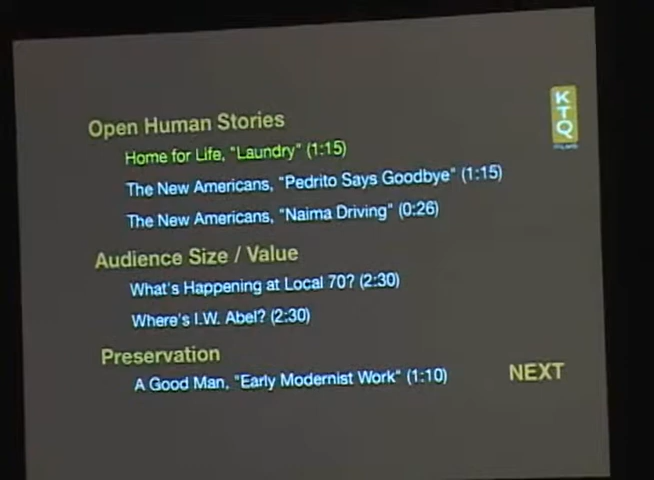 Open Human Stories
Home for Life, "Laundry" (1:15)
The New Americans, "Pedrito Says Goodbye" (1:15)
The New Americans, "Naima Driving" (0:26)
Audience Size / Value
What's Happening at Local 70? (2:30)
Where's I.W. Abel? (2:30)
Preservation
A Good Man, "Early Modernist Work" (1:10)
NEXT
K
T
Q